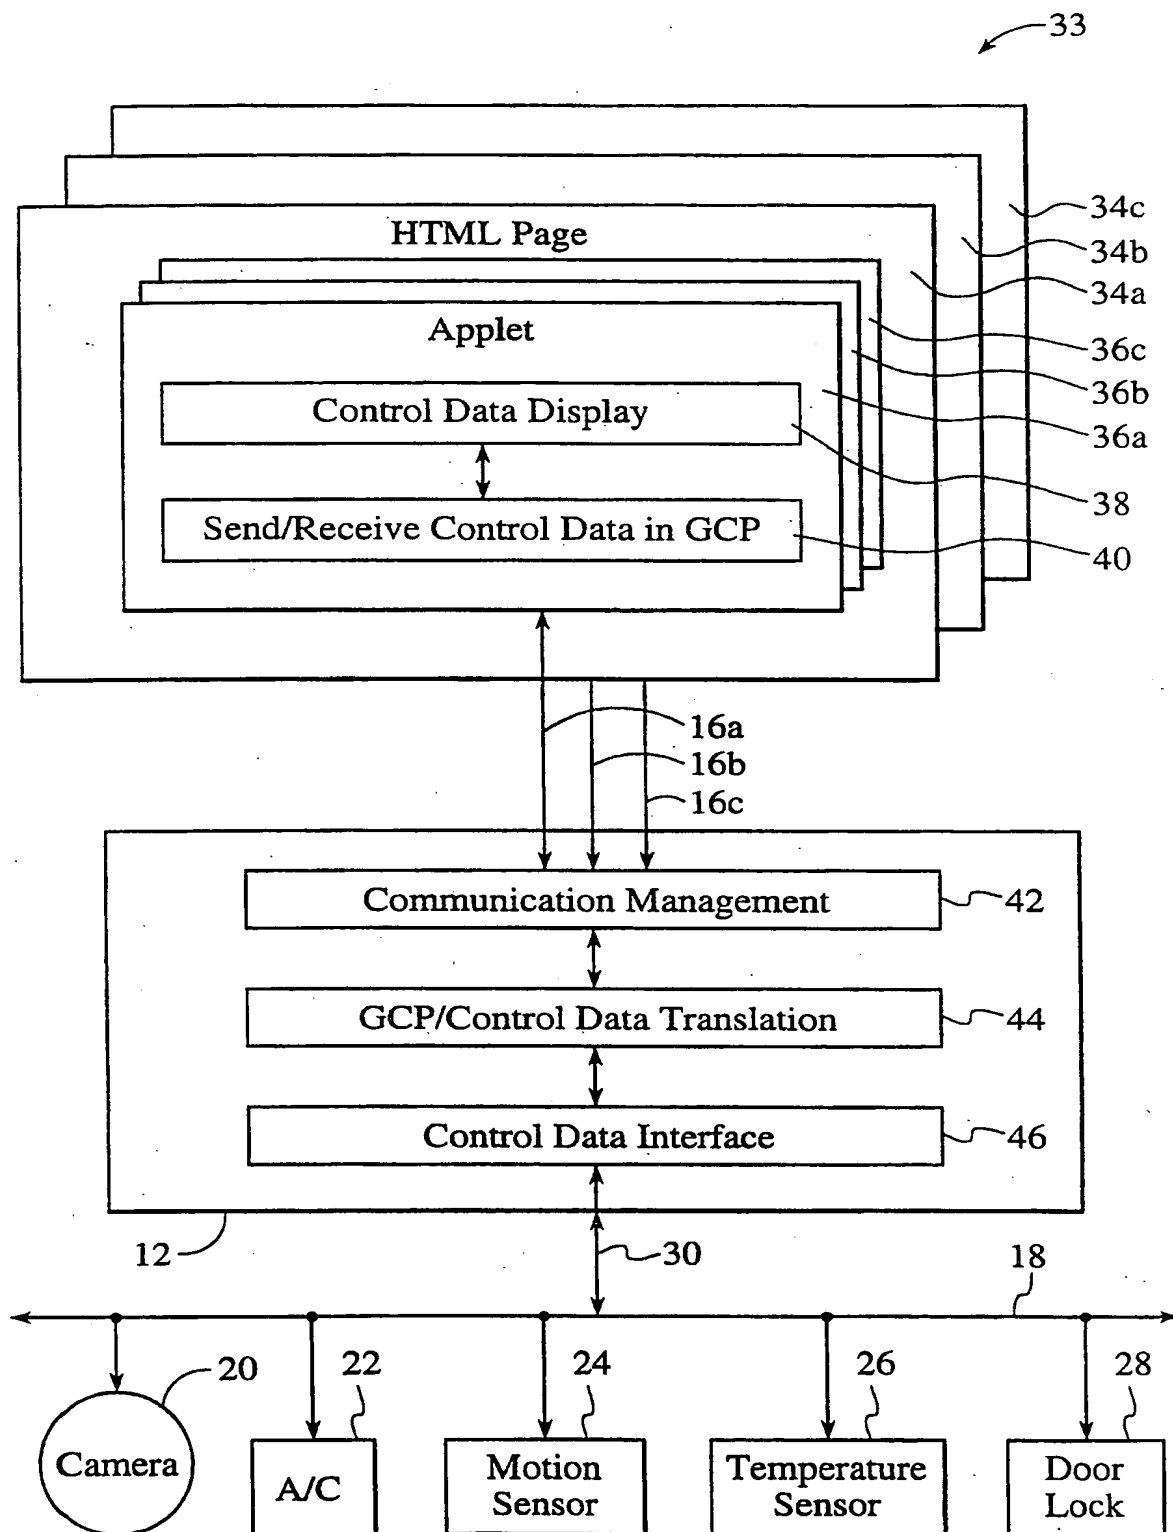 33
34c
HTML Page
34b
34a
Applet
36c
36b
Control Data Display
36a
38
Send/Receive Control Data in GCP
40
16a
16b
16c
Communication Management
42
GCP/Control Data Translation
44
Control Data Interface
46
12
30
18
20
22
24
26
28
Camera
A/C
Motion
Sensor
Temperature
Sensor
Door
Lock